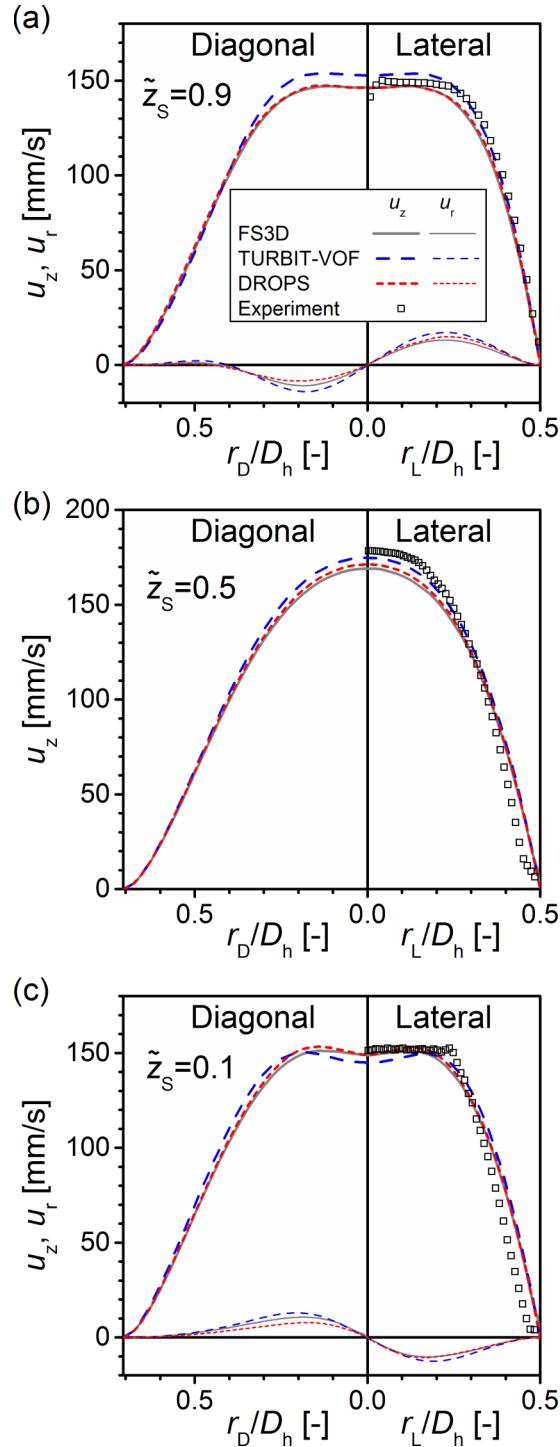 (a)
Diagonal Lateral
z̃S=0.9
150
100
50
0
uz, ur [mm/s]
uz ur
FS3D
TURBIT-VOF
DROPS
Experiment
0.5 0.0 0.5
rD/Dh [-] rL/Dh [-]
(b)
200
Diagonal Lateral
z̃S=0.5
150
100
50
0
uz [mm/s]
0.5 0.0 0.5
rD/Dh [-] rL/Dh [-]
(c)
Diagonal Lateral
150
z̃S=0.1
100
50
0
uz, ur [mm/s]
0.5 0.0 0.5
rD/Dh [-] rL/Dh [-]